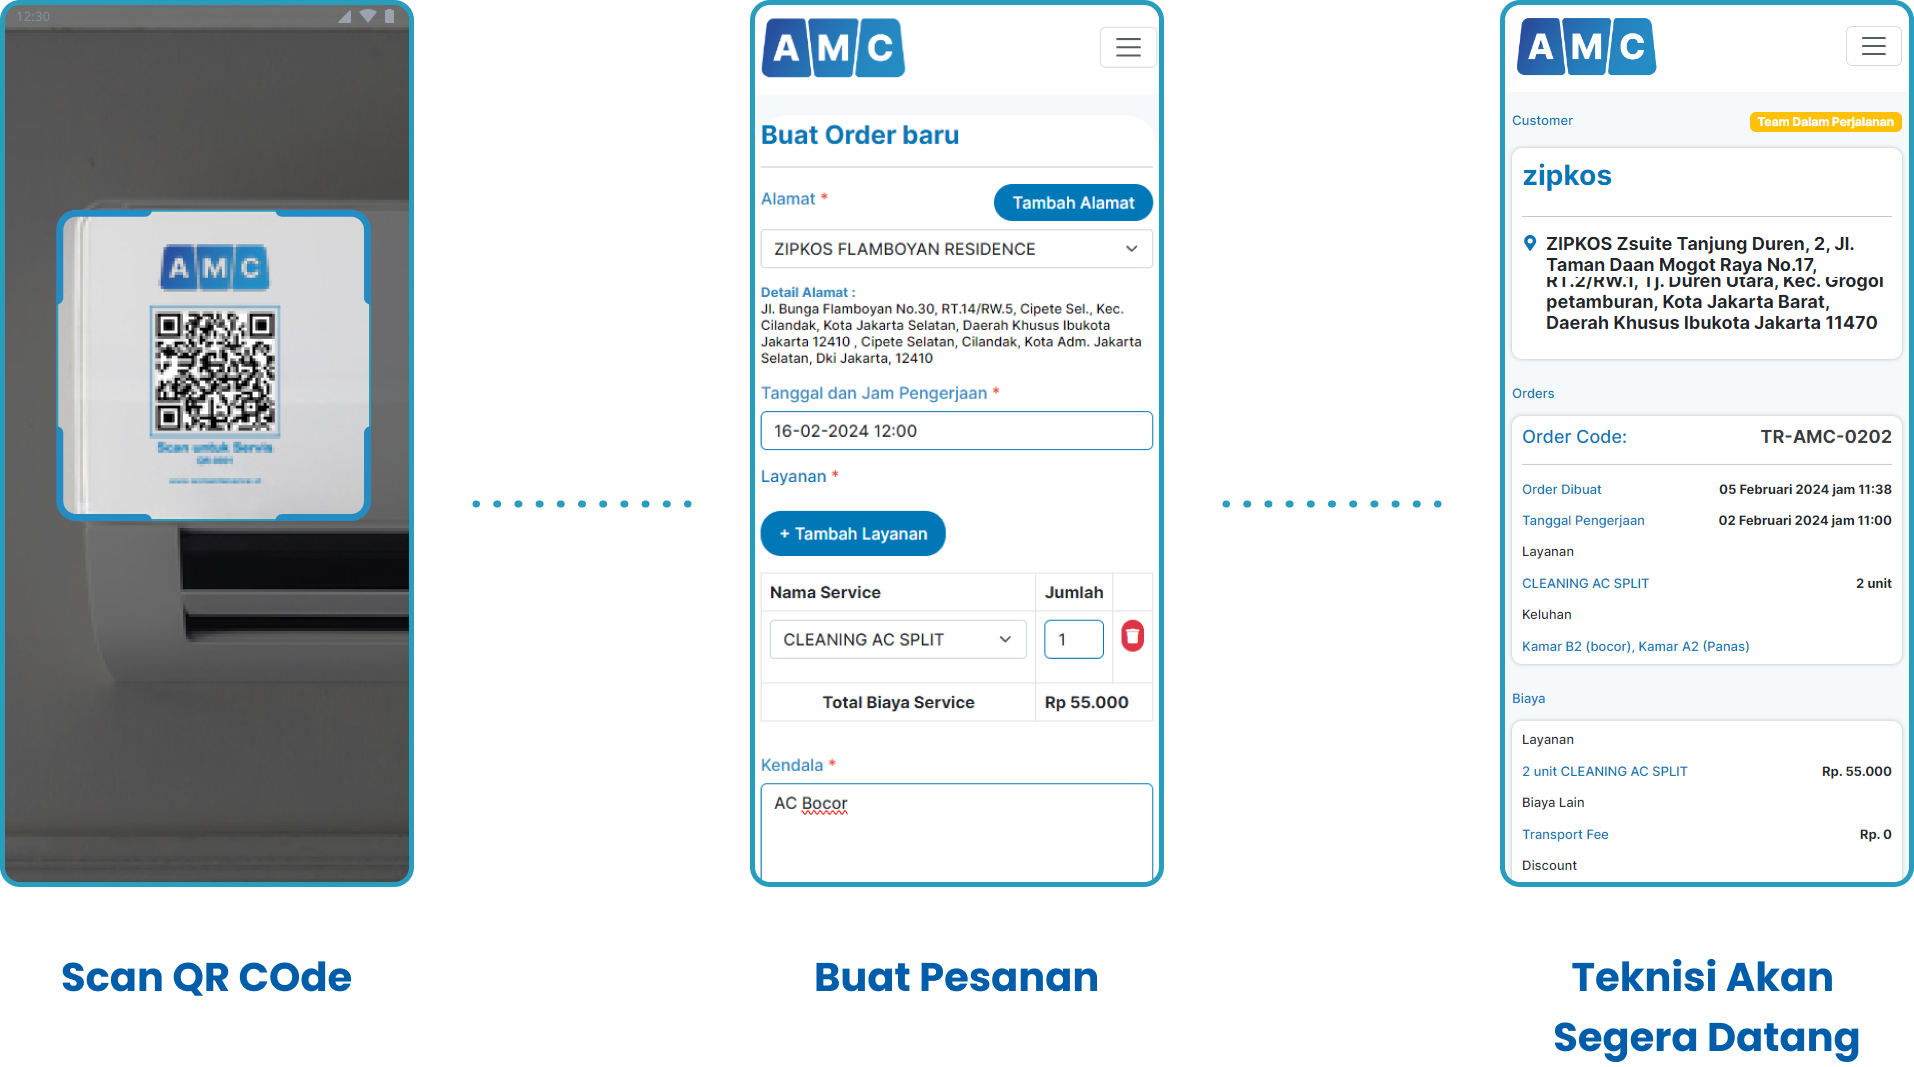 12:30
AMC
Scan untuk Servis
AMC
Buat Order baru
Alamat *
Tambah Alamat
ZIPKOS FLAMBOYAN RESIDENCE
Detail Alamat :
Jl. Bunga Flamboyan No.30, RT.14/RW.5, Cipete Sel., Kec.
Cilandak, Kota Jakarta Selatan, Daerah Khusus Ibukota
Jakarta 12410 , Cipete Selatan, Cilandak, Kota Adm. Jakarta
Selatan, Dki Jakarta, 12410
Tanggal dan Jam Pengerjaan *
16-02-2024 12:00
Layanan *
+ Tambah Layanan
Nama Service Jumlah
CLEANING AC SPLIT 1
Total Biaya Service Rp 55.000
Kendala *
AC Bocor
AMC
Customer
Team Dalam Perjalanan
zipkos
ZIPKOS Zsuite Tanjung Duren, 2, Jl.
Taman Daan Mogot Raya No.17,
RT.2/RW.1, Tj. Duren Utara, Kec. Grogol
petamburan, Kota Jakarta Barat,
Daerah Khusus Ibukota Jakarta 11470
Orders
Order Code: TR-AMC-0202
Order Dibuat 05 Februari 2024 jam 11:38
Tanggal Pengerjaan 02 Februari 2024 jam 11:00
Layanan
CLEANING AC SPLIT 2 unit
Keluhan
Kamar B2 (bocor), Kamar A2 (Panas)
Biaya
Layanan
2 unit CLEANING AC SPLIT Rp. 55.000
Biaya Lain
Transport Fee Rp. 0
Discount
Scan QR COde
Buat Pesanan
Teknisi Akan
Segera Datang